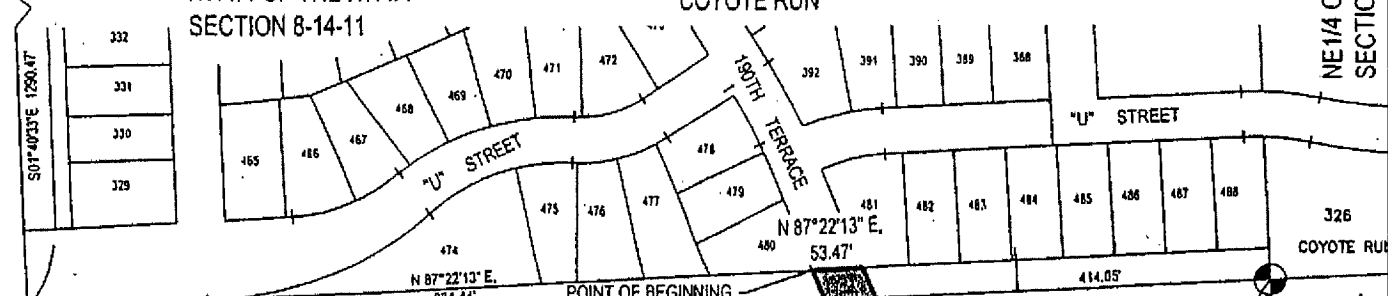 SECTION 8-14-11
COYOTE RUN
NE1/4 O
SECTIO
S01°40'33"E 1290.47'
332
331
330
329
465
466
467
468
469
470
471
472
"U" STREET
190TH TERRACE
392
391
390
389
388
"U" STREET
474
475
476
477
478
479
480
481
482
483
484
485
486
487
488
326
COYOTE RUN
N 87°22'13" E,
53.47'
N 87°22'13" E,
POINT OF BEGINNING
414.05'